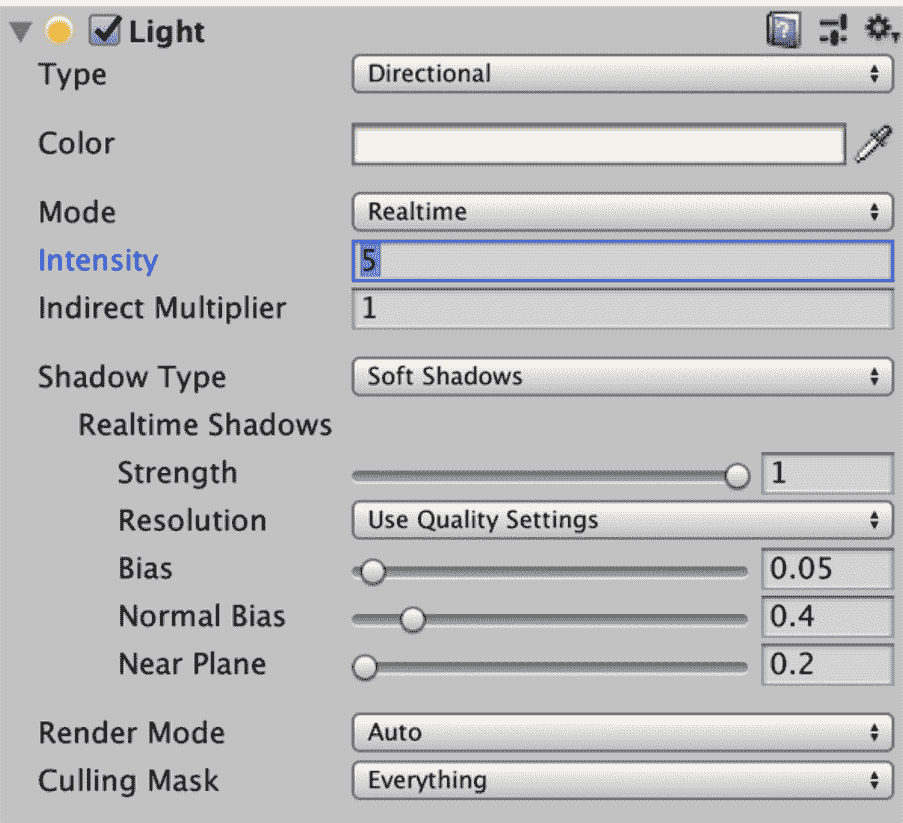 Light
Type Directional
Color
Mode Realtime
Intensity 5
Indirect Multiplier 1
Shadow Type Soft Shadows
Realtime Shadows
Strength 1
Resolution Use Quality Settings
Bias 0.05
Normal Bias 0.4
Near Plane 0.2
Render Mode Auto
Culling Mask Everything